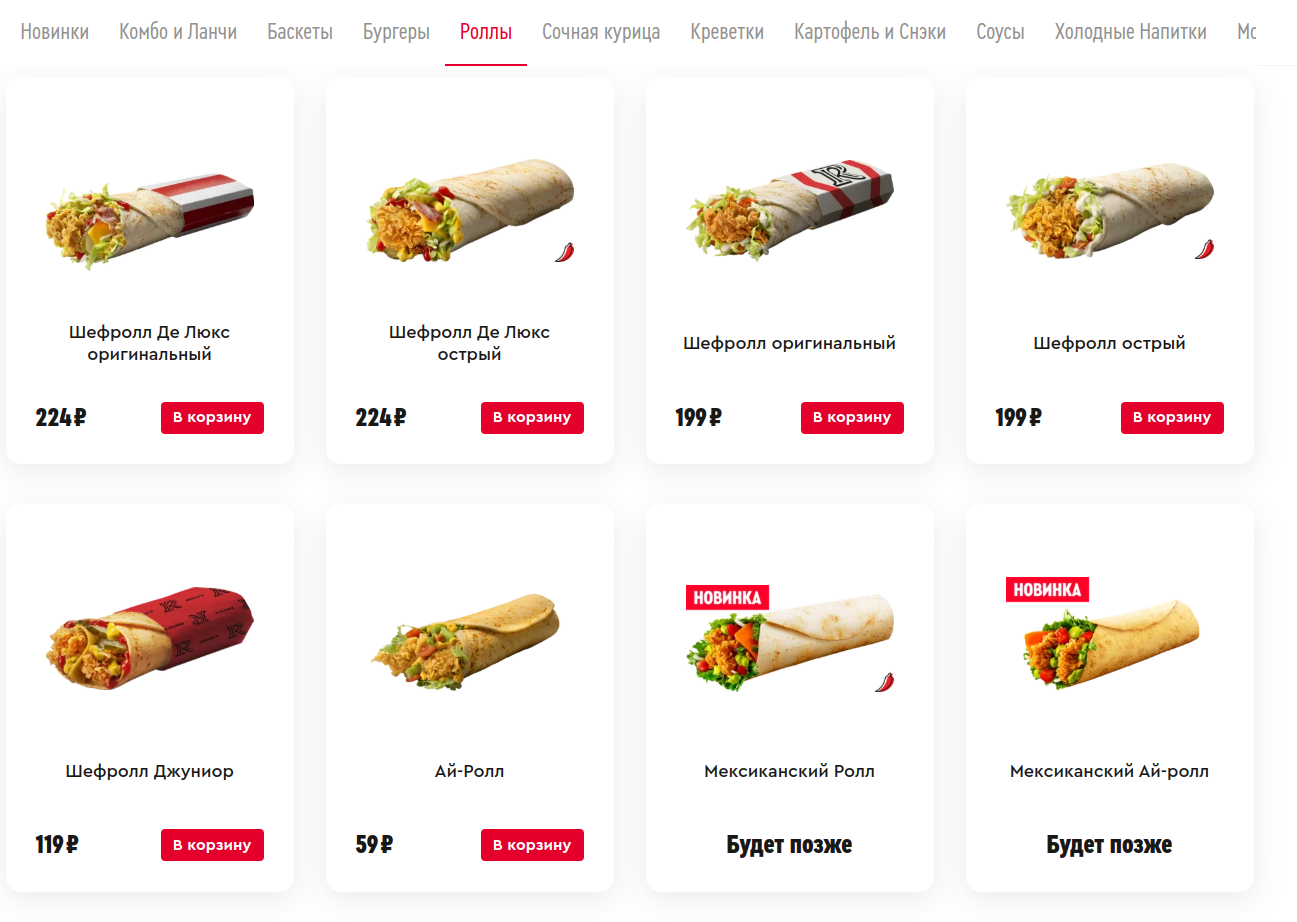 Новинки Комбо и Ланчи Баскеты Бургеры Роллы Сочная курица Креветки Картофель и Снэки Соусы Холодные Напитки
Шефролл Де Люкс
оригинальный
224 ₽ В корзину
Шефролл Де Люкс
острый
224 ₽ В корзину
R
Шефролл оригинальный
199 ₽ В корзину
Шефролл острый
199 ₽ В корзину
Шефролл Джуниор
119 ₽ В корзину
Ай-Ролл
59 ₽ В корзину
НОВИНКА
Мексиканский Ролл
Будет позже
НОВИНКА
Мексиканский Ай-ролл
Будет позже